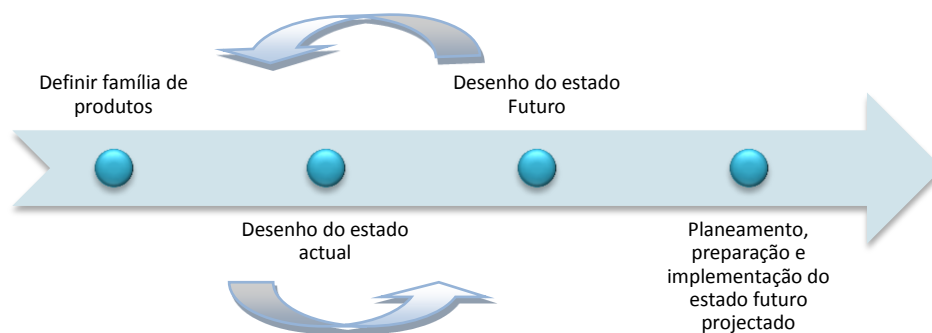 Definir família de
produtos
Desenho do estado
actual
Desenho do estado
Futuro
Planeamento,
preparação e
implementação do
estado futuro
projectado